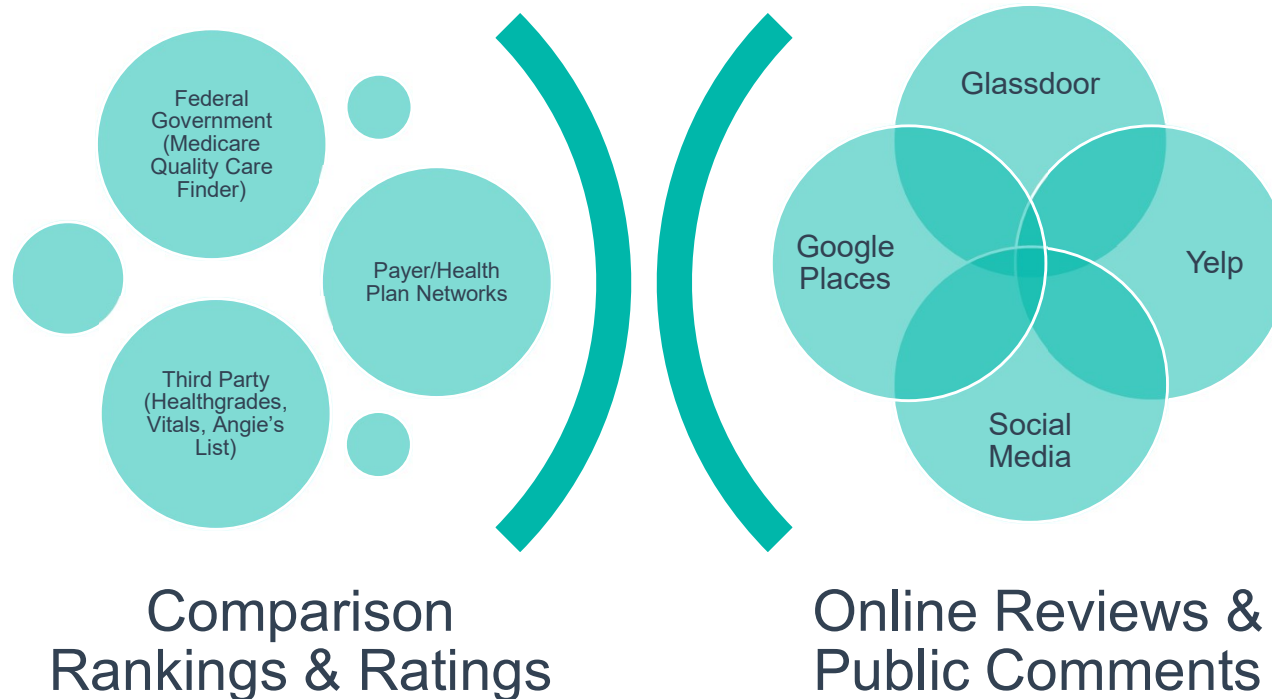 Federal
Government
(Medicare
Quality Care
Finder)
Payer/Health
Plan Networks
Third Party
(Healthgrades,
Vitals, Angie’s
List)
Comparison
Rankings & Ratings
Glassdoor
Google
Places
Yelp
Social
Media
Online Reviews &
Public Comments